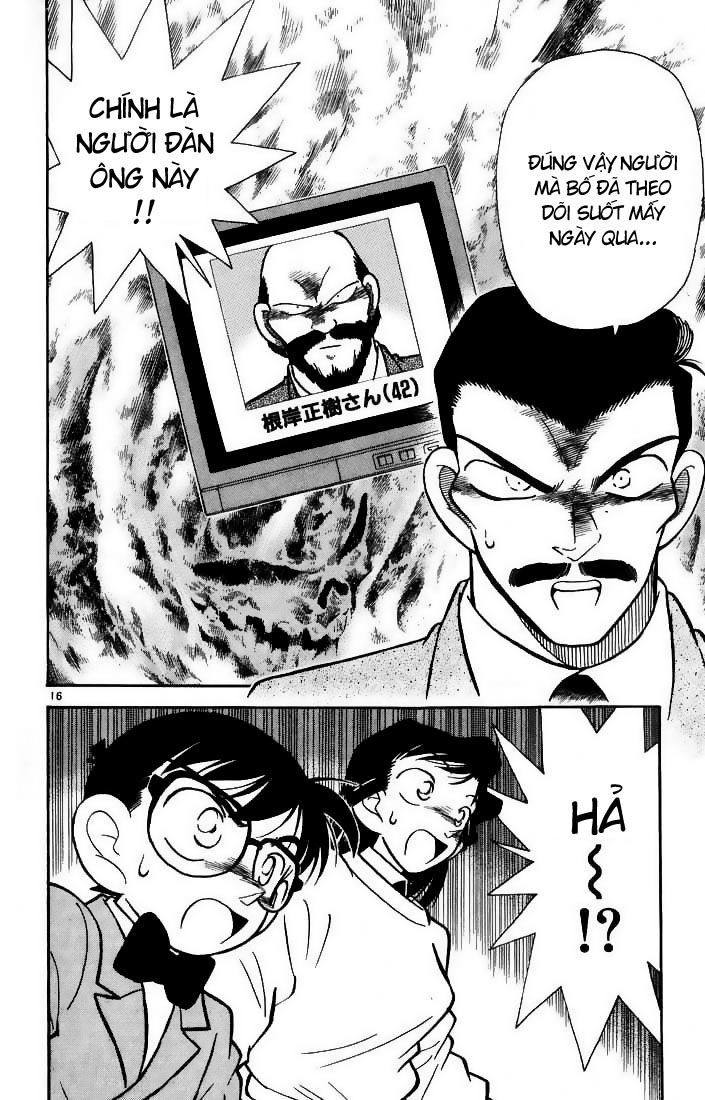 ĐÚNG VẬY NGƯỜI
MÀ BỐ ĐÃ THEO
DÕI SUỐT MẤY
NGÀY QUA...
CHÍNH LÀ
NGƯỜI ĐÀN
ÔNG NÀY
!!
根岸正樹さん(42)
16
HẢ
~
!?